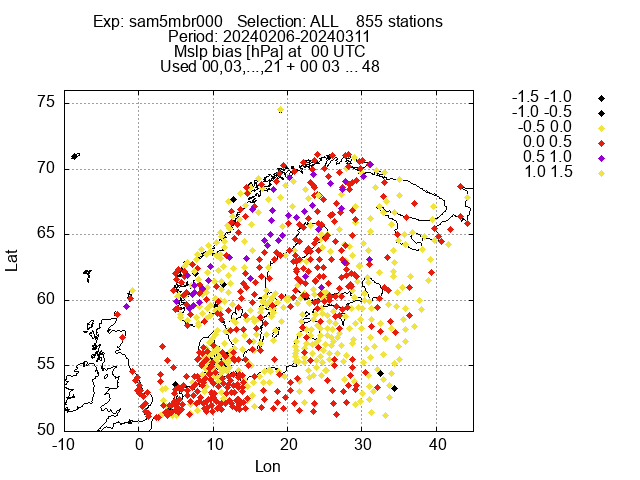 Exp: sam5mbr000 Selection: ALL 855 stations
Period: 20240206-20240311
Mslp bias [hPa] at 00 UTC
Used 00,03,...,21 + 00 03 ... 48
-1.5 -1.0
-1.0 -0.5
-0.5 0.0
0.0 0.5
0.5 1.0
1.0 1.5
75
70
65
60
55
50
Lat
-10 0 10 20 30 40
Lon